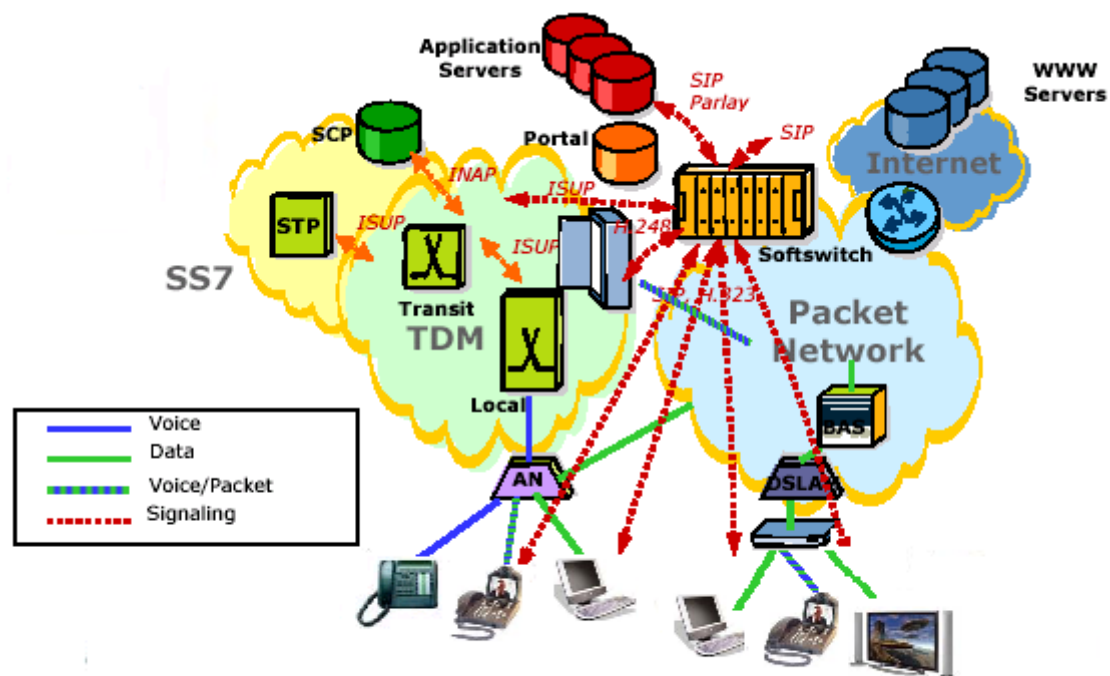 Application
Servers
SIP
Parlay
WWW
Servers
SCP
Portal
SIP
Internet
INAP
ISUP
STP
ISUP
ISUP
H.248
Softswitch
SS7
Transit
TDM
SIP, H.323
Packet
Network
Local
BAS
Voice
Data
Voice/Packet
Signaling
AN
DSLA